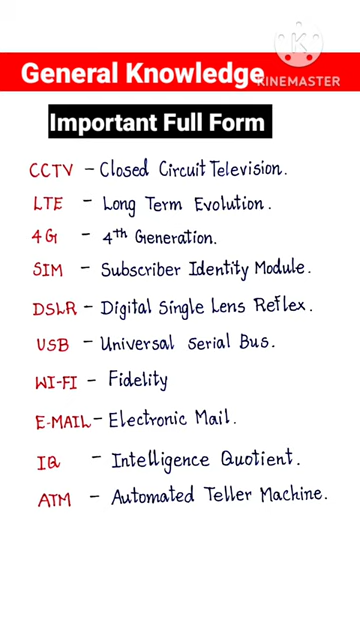 K
KINEMASTER
General Knowledge
Important Full Form
CCTV – Closed Circuit Television.
LTE – Long Term Evolution.
4G – 4th Generation.
SIM – Subscriber Identity Module.
DSLR – Digital Single Lens Reflex.
USB – Universal Serial Bus.
WI-FI – Fidelity
E-MAIL – Electronic Mail.
IQ – Intelligence Quotient.
ATM – Automated Teller Machine.